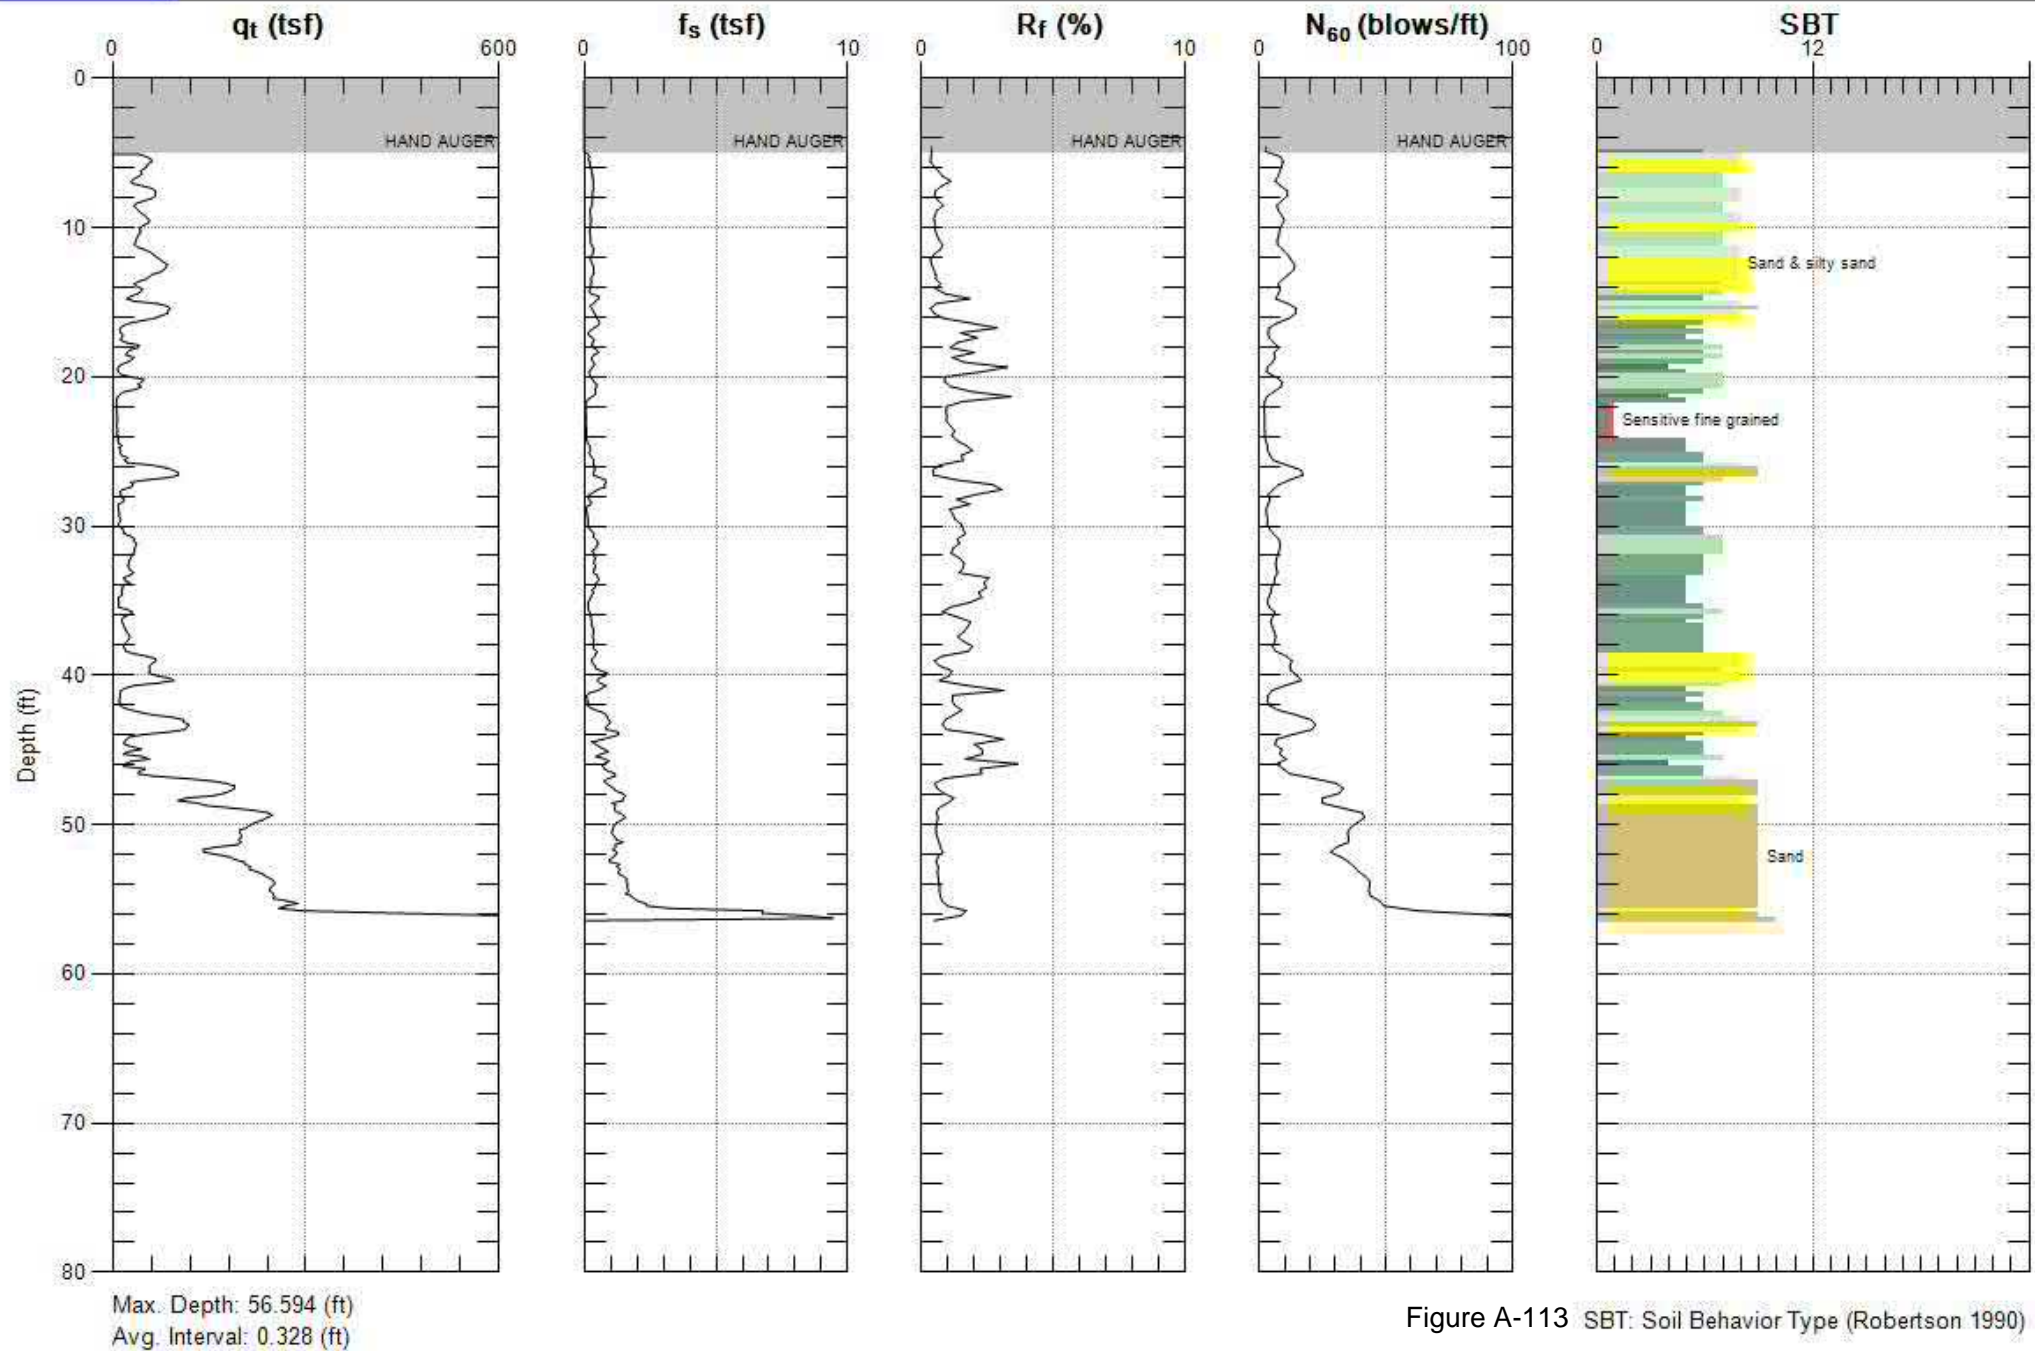 qt (tsf) fs (tsf) Rf (%) N60 (blows/ft) SBT
0 600 0 10 0 10 0 100 0 12
0
HAND AUGER HAND AUGER HAND AUGER HAND AUGER
10
Sand & silty sand
20
Sensitive fine grained
30
40
Depth (ft)
50
Sand
60
70
80
Max. Depth: 56.594 (ft)
Avg. Interval: 0.328 (ft)
Figure A-113 SBT: Soil Behavior Type (Robertson 1990)